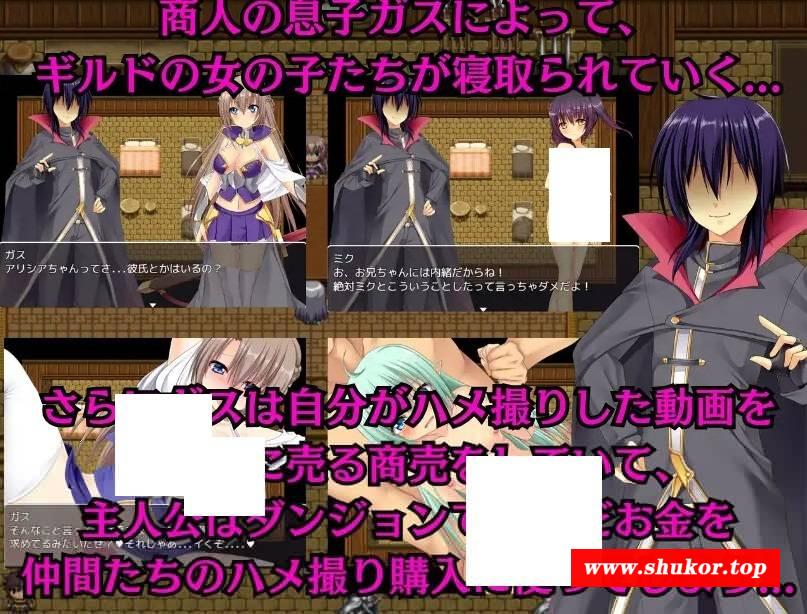 商人の息子ガスによって、
ギルドの女の子たちが寝取られていく...
ガス
アリシアちゃんってさ...彼氏とかはいるの?
ミク
お、お兄ちゃんには内緒だからね!
絶対ミクとこういうことしたって言っちゃダメだよ!
さら ガスは自分がハメ撮りした動画を
に売る商売をしていて、
主人公はダンジョンで お金を
仲間たちのハメ撮り購入に
ガス
そんなこと言
求めてるみたいだぜ?♥それじゃぁ...イくぞ....♥
www.shukor.top